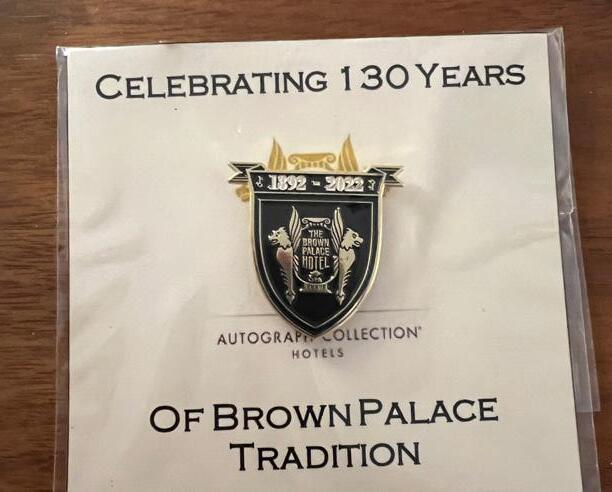 CELEBRATING 130 YEARS
1892 - 2022
THE
BROWN
PALACE
HOTEL
AUTOGRAPH COLLECTION®
HOTELS
OF BROWN PALACE
TRADITION